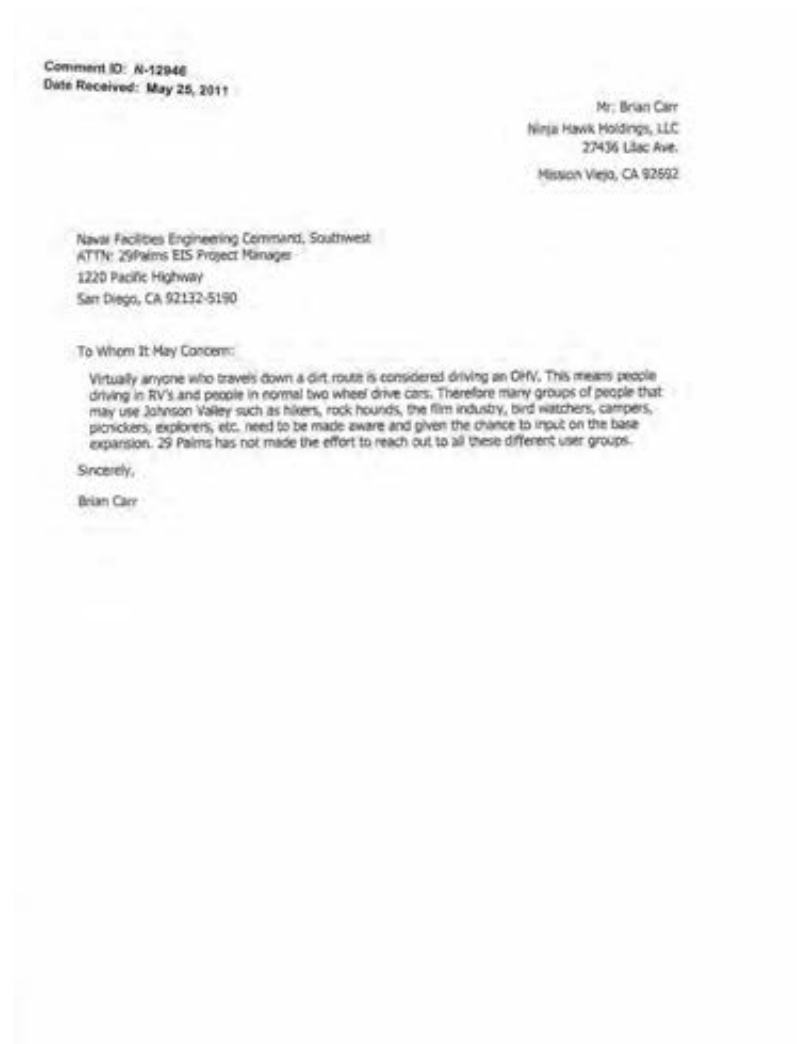 Comment ID: N-12946
Date Received: May 25, 2011
Mr. Brian Carr
Ninja Hawk Holdings, LLC
27436 Lilac Ave.
Mission Viejo, CA 92692
Naval Facilities Engineering Command, Southwest
ATTN: 29Palms EIS Project Manager
1220 Pacific Highway
San Diego, CA 92132-5190
To Whom It May Concern:
Virtually anyone who travels down a dirt route is considered driving an OHV. This means people
driving in RV's and people in normal two wheel drive cars. Therefore many groups of people that
may use Johnson Valley such as hikers, rock hounds, the film industry, bird watchers, campers,
picnickers, explorers, etc. need to be made aware and given the chance to input on the base
expansion. 29 Palms has not made the effort to reach out to all these different user groups.
Sincerely,
Brian Carr